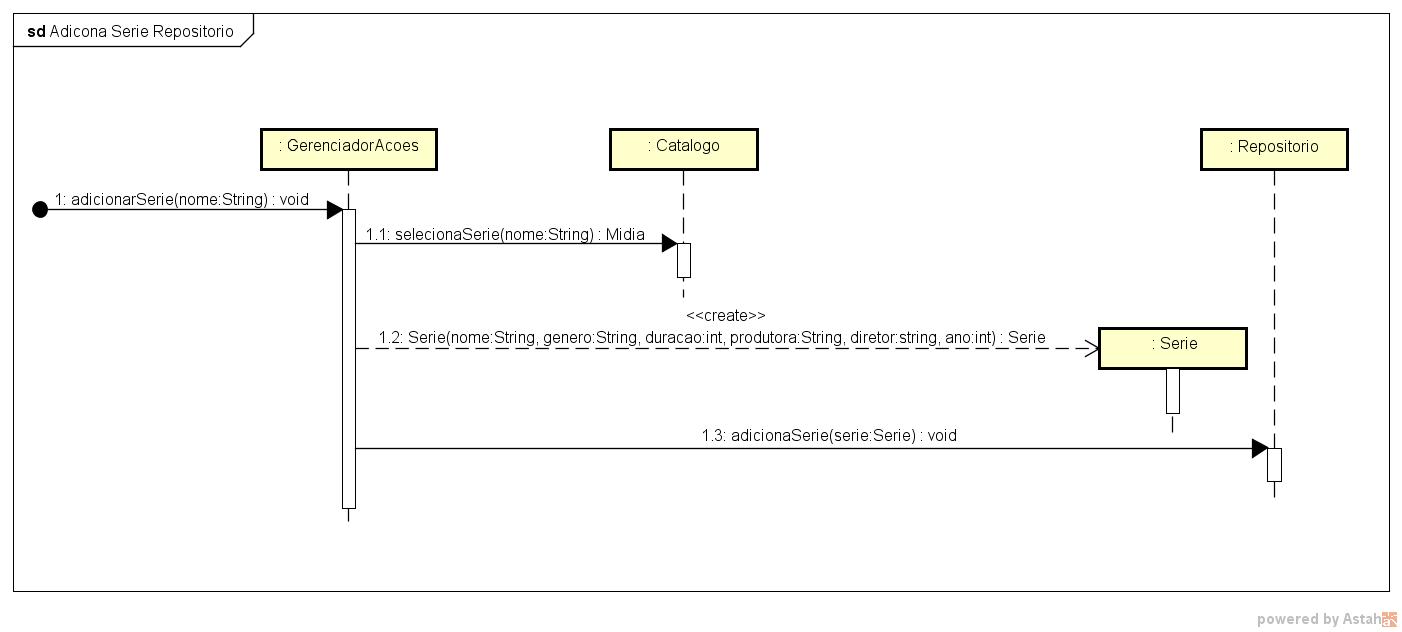 sd Adicona Serie Repositorio
: GerenciadorAcoes
: Catalogo
: Repositorio
1: adicionarSerie(nome:String) : void
1.1: selecionaSerie(nome:String) : Midia
<<create>>
1.2: Serie(nome:String, genero:String, duracao:int, produtora:String, diretor:string, ano:int) : Serie
: Serie
1.3: adicionaSerie(serie:Serie) : void
powered by Astah